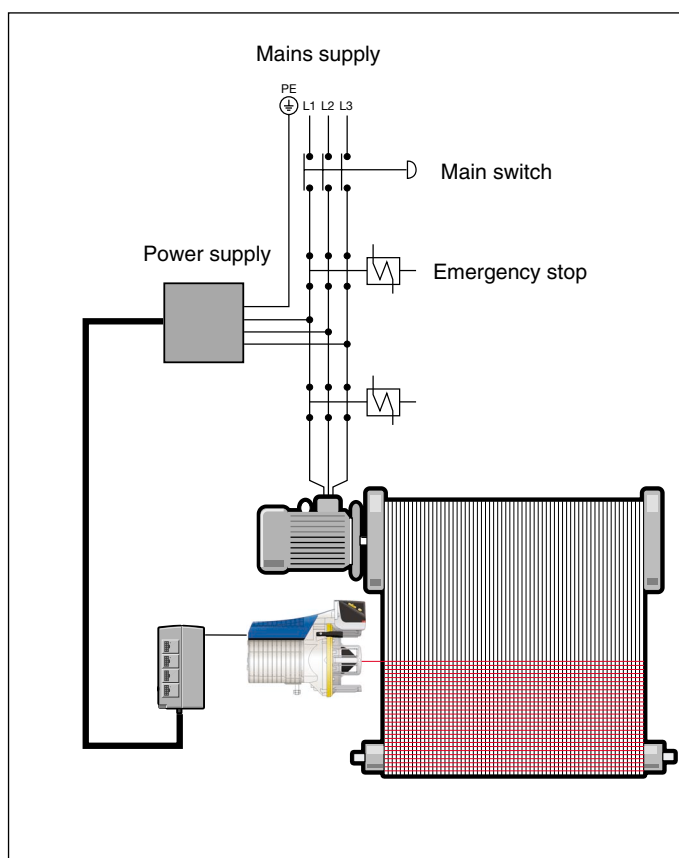 Mains supply
PE
L1 L2 L3
Main switch
Power supply
Emergency stop